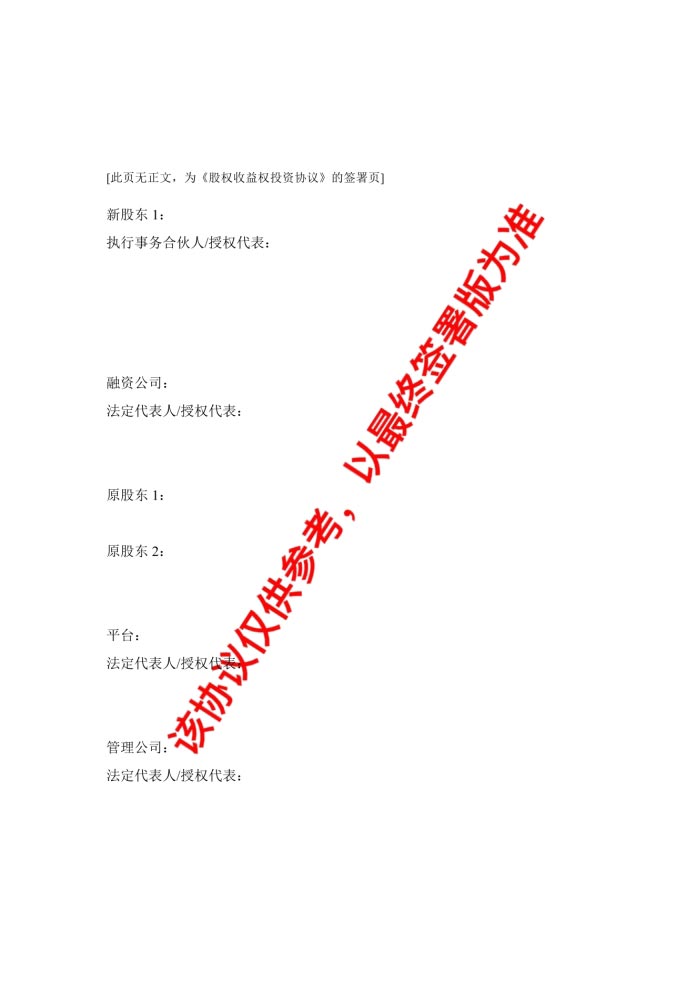 [此页无正文，为《股权收益权投资协议》的签署页]
新股东 1：
执行事务合伙人/授权代表：
融资公司：
法定代表人/授权代表：
原股东 1：
原股东 2：
平台：
法定代表人/授权代表：
管理公司：
法定代表人/授权代表：
该协议仅供参考，以最终签署版为准